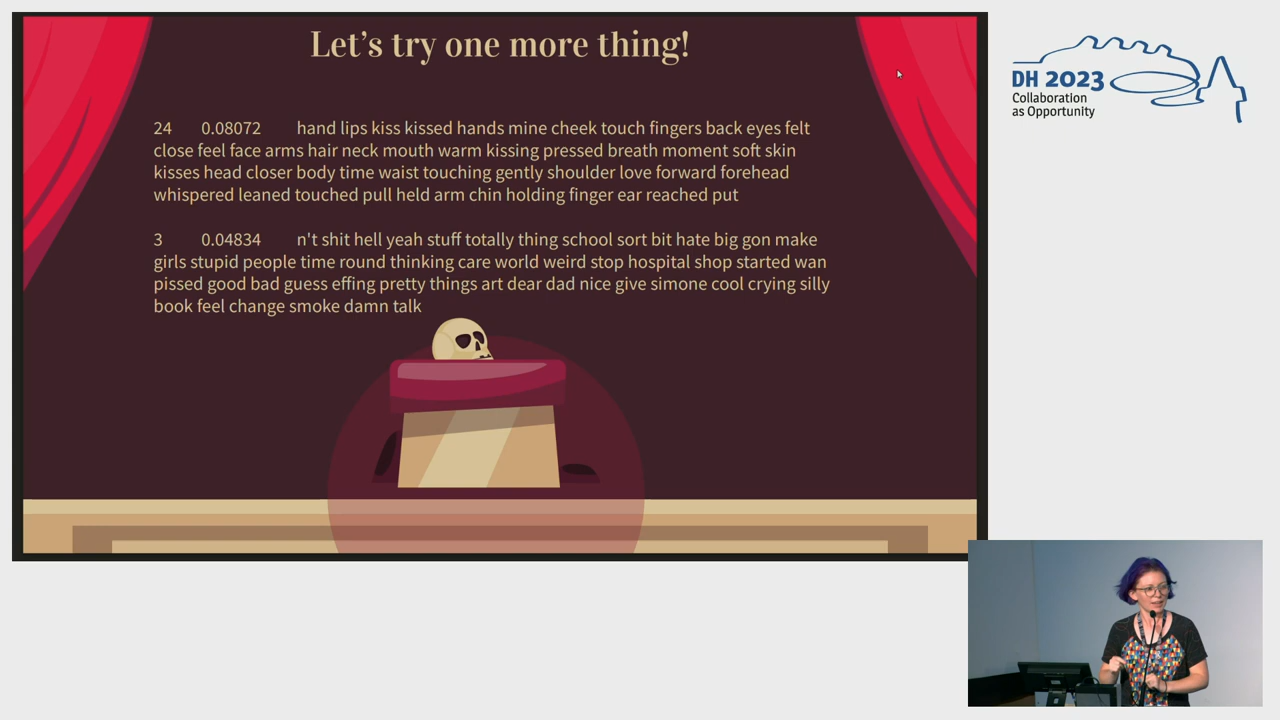 Let's try one more thing!
24 0.08072 hand lips kiss kissed hands mine cheek touch fingers back eyes felt
close feel face arms hair neck mouth warm kissing pressed breath moment soft skin
kisses head closer body time waist touching gently shoulder love forward forehead
whispered leaned touched pull held arm chin holding finger ear reached put
3 0.04834 n't shit hell yeah stuff totally thing school sort bit hate big gon make
girls stupid people time round thinking care world weird stop hospital shop started wan
pissed good bad guess effing pretty things art dear dad nice give simone cool crying silly
book feel change smoke damn talk
DH 2023
Collaboration
as Opportunity